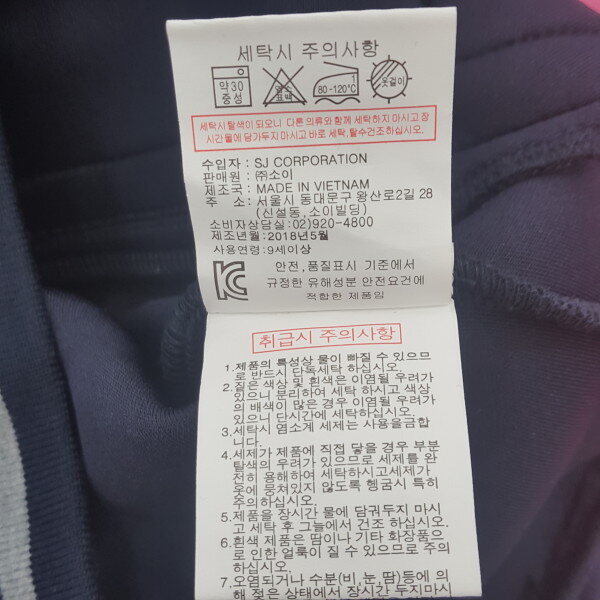 세탁시 주의사항
약30
중성
염소
표백
1
80-120℃
옷걸이
세탁시 탈색이 되오니 다른 의류와 함께 세탁하지 마시고 장
시간 물에 담가두지 마시고 바로 세탁,탈수건조하십시오.
수입자 : SJ CORPORATION
판매원 : ㈜소이
제조국 : MADE IN VIETNAM
주 소 : 서울시 동대문구 왕산로2길 28
(신설동,소이빌딩)
소비자상담실:02)920-4800
제조년월:2018년5월
사용연령:9세이상
안전,품질표시 기준에서
규정한 유해성분 안전요건에
적합한 제품임
취급시 주의사항
1.제품의 특성상 물이 빠질 수 있으므
로 반드시 단독세탁 하십시오.
2.짙은 색상 및 흰색은 이염될 우려가
있으니 분리하여 세탁 하시고 색상
의 배색이 많은 경우 이염될 우려가
있으니 단시간에 세탁하십시오.
3.세탁시 염소계 세제는 사용을금합
니다.
4.세제가 제품에 직접 닿을 경우 부분
탈색의 우려가 있으므로 세제를 완
전히 용해하여 세탁하시고세제가
옷에 뭉쳐있지 않도록 헹굼시 특히
주의하십시오.
5.제품을 장시간 물에 담궈두지 마시
고 세탁 후 그늘에서 건조 하십시오.
6.흰색 제품은 땀이나 기타 화장품으
로 인한 얼룩이 질 수 있으므로 주의
하십시오.
7.오염되거나 수분(비,눈,땀)등에 의
해 젖은 상태에서 장시간 두지마시